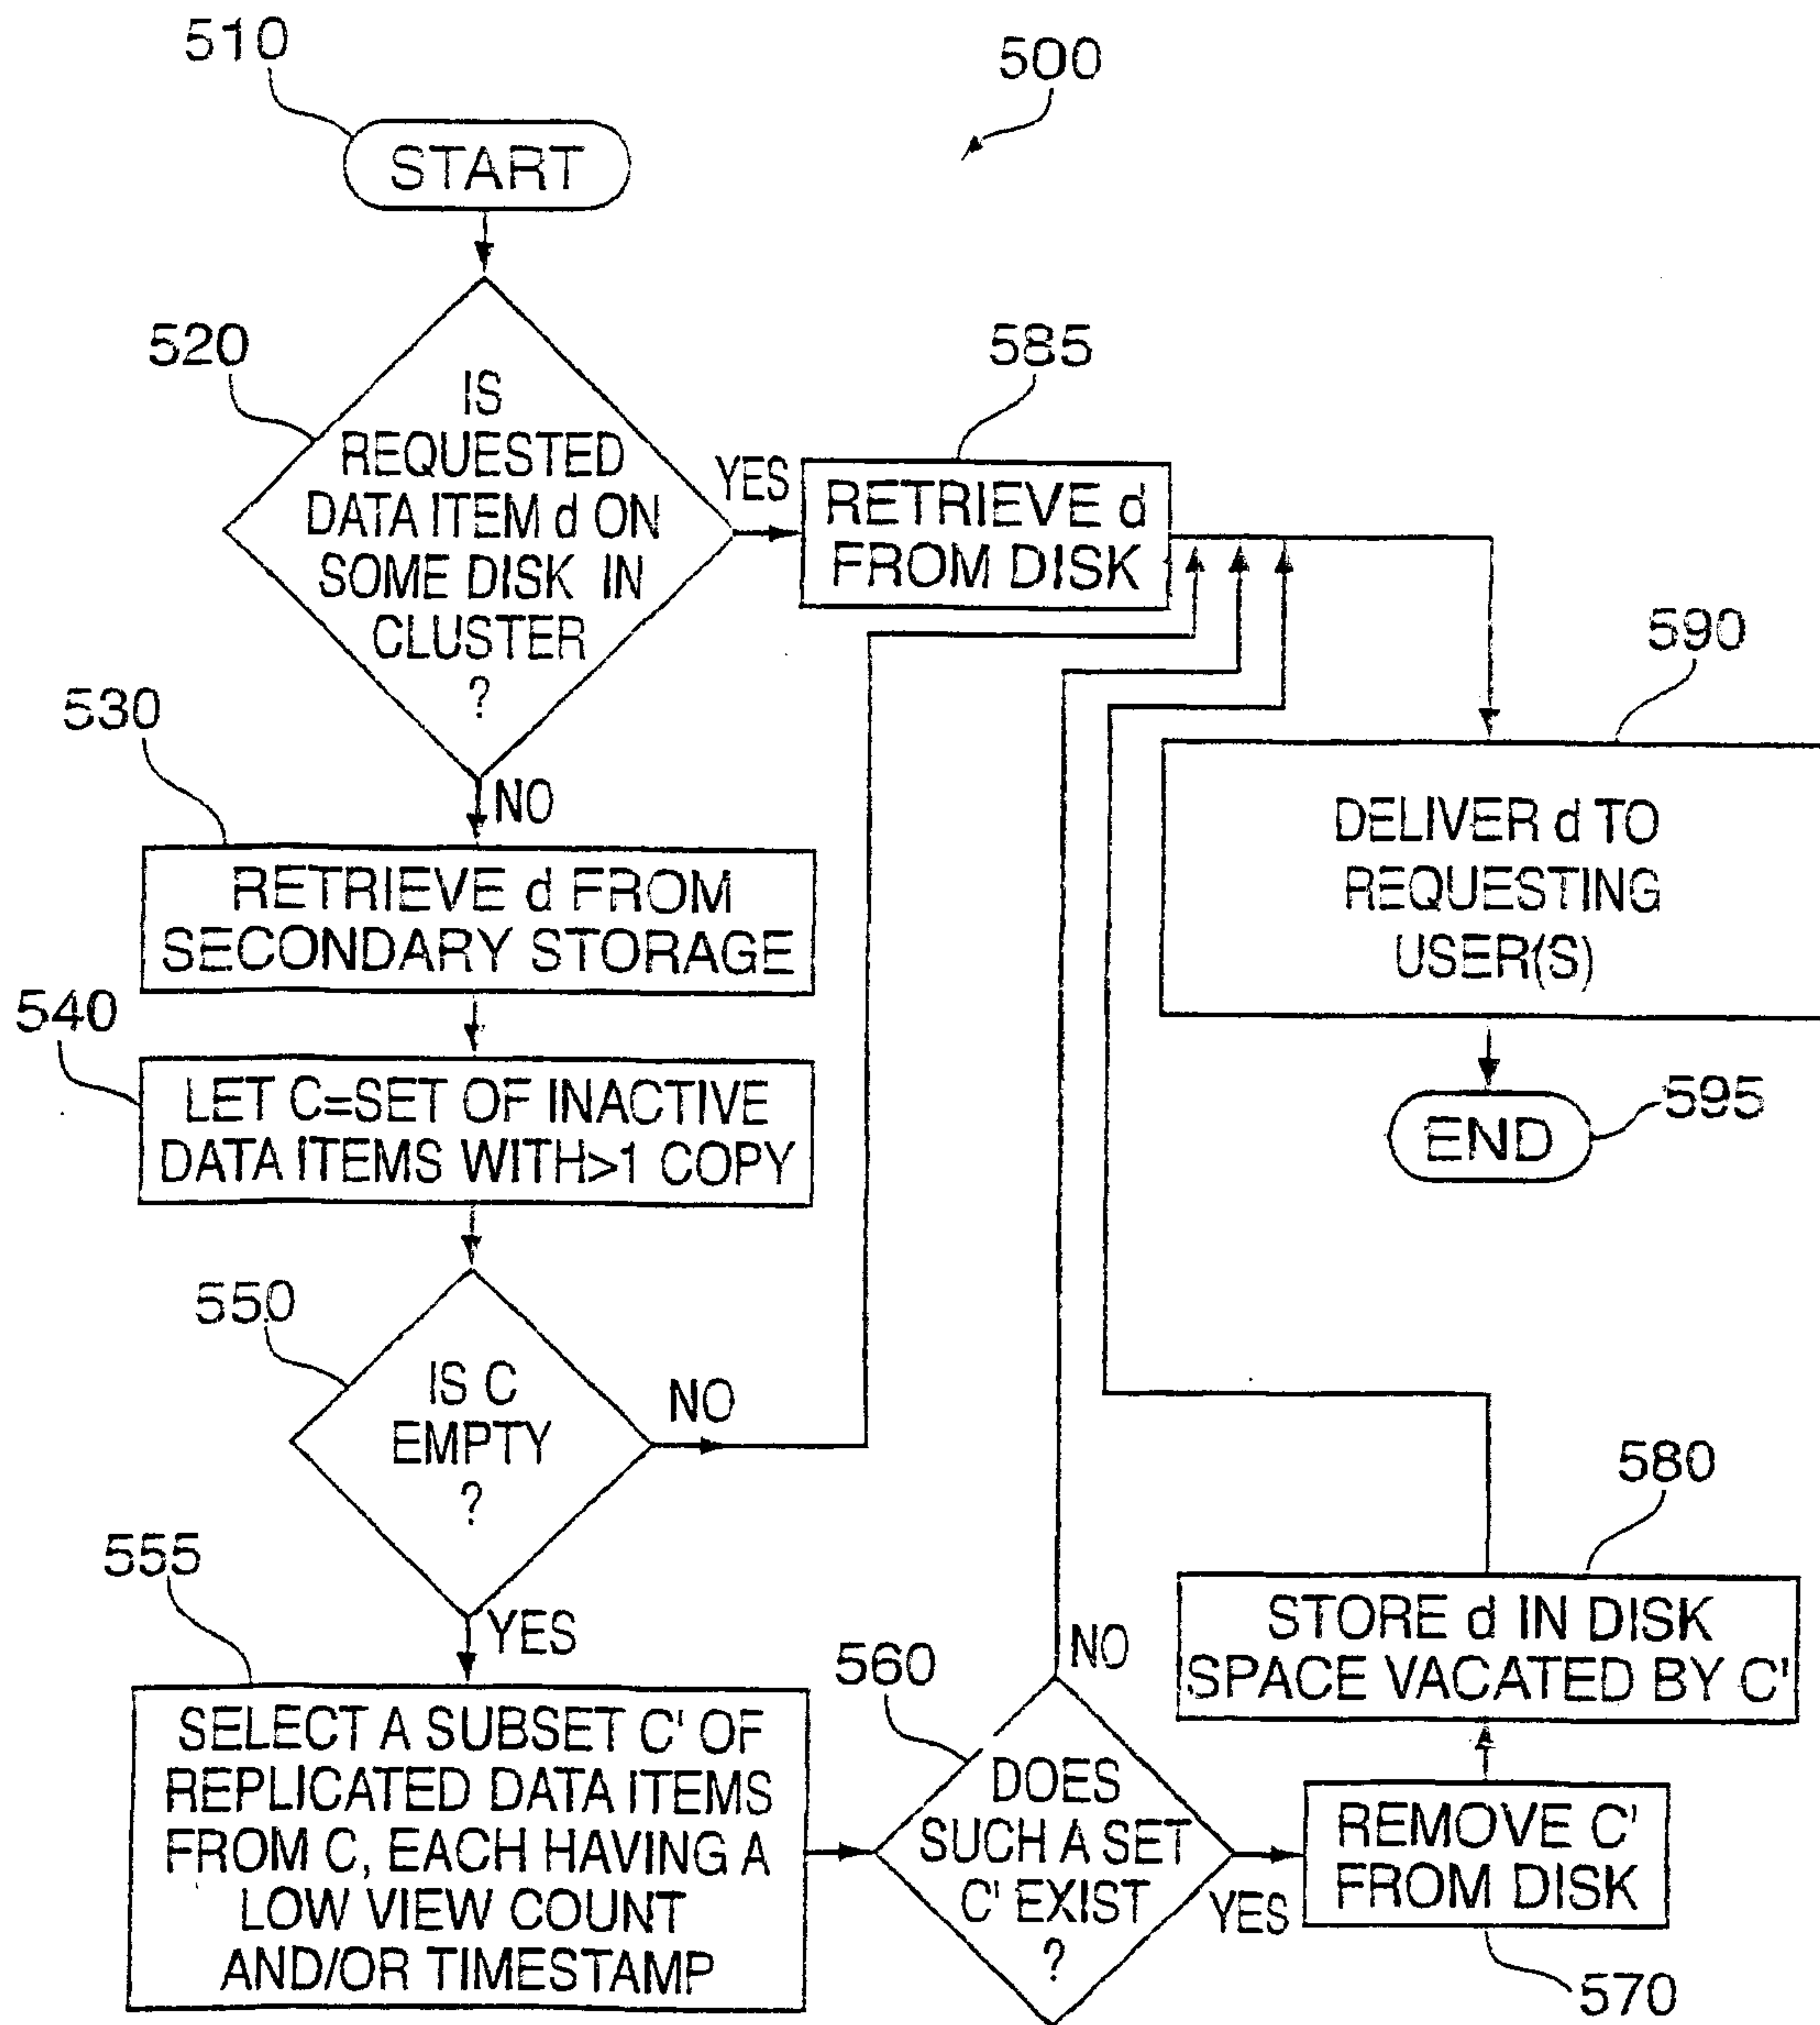 510
500
START
520
IS
REQUESTED
DATA ITEM d ON
SOME DISK IN
CLUSTER
?
YES
585
RETRIEVE d
FROM DISK
590
DELIVER d TO
REQUESTING
USER(S)
END
595
NO
530
RETRIEVE d FROM
SECONDARY STORAGE
540
LET C=SET OF INACTIVE
DATA ITEMS WITH>1 COPY
550
IS C
EMPTY
?
NO
YES
555
SELECT A SUBSET C' OF
REPLICATED DATA ITEMS
FROM C, EACH HAVING A
LOW VIEW COUNT
AND/OR TIMESTAMP
560
DOES
SUCH A SET
C' EXIST
?
NO
YES
REMOVE C'
FROM DISK
570
580
STORE d IN DISK
SPACE VACATED BY C'